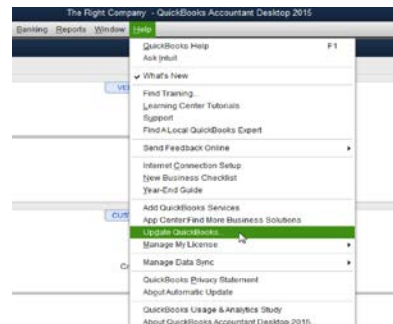 The Right Company - QuickBooks Accountant Desktop 2015
Banking Reports Window Help
QuickBooks Help F1
Ask Intuit
What's New
Find Training...
Learning Center Tutorials
Support
Find A Local QuickBooks Expert
Send Feedback Online
Internet Connection Setup
New Business Checklist
Year-End Guide
Add QuickBooks Services
App Center:Find More Business Solutions
Update QuickBooks...
Manage My License
Manage Data Sync
QuickBooks Privacy Statement
About Automatic Update
QuickBooks Usage & Analytics Study
About QuickBooks Accountant Desktop 2015...